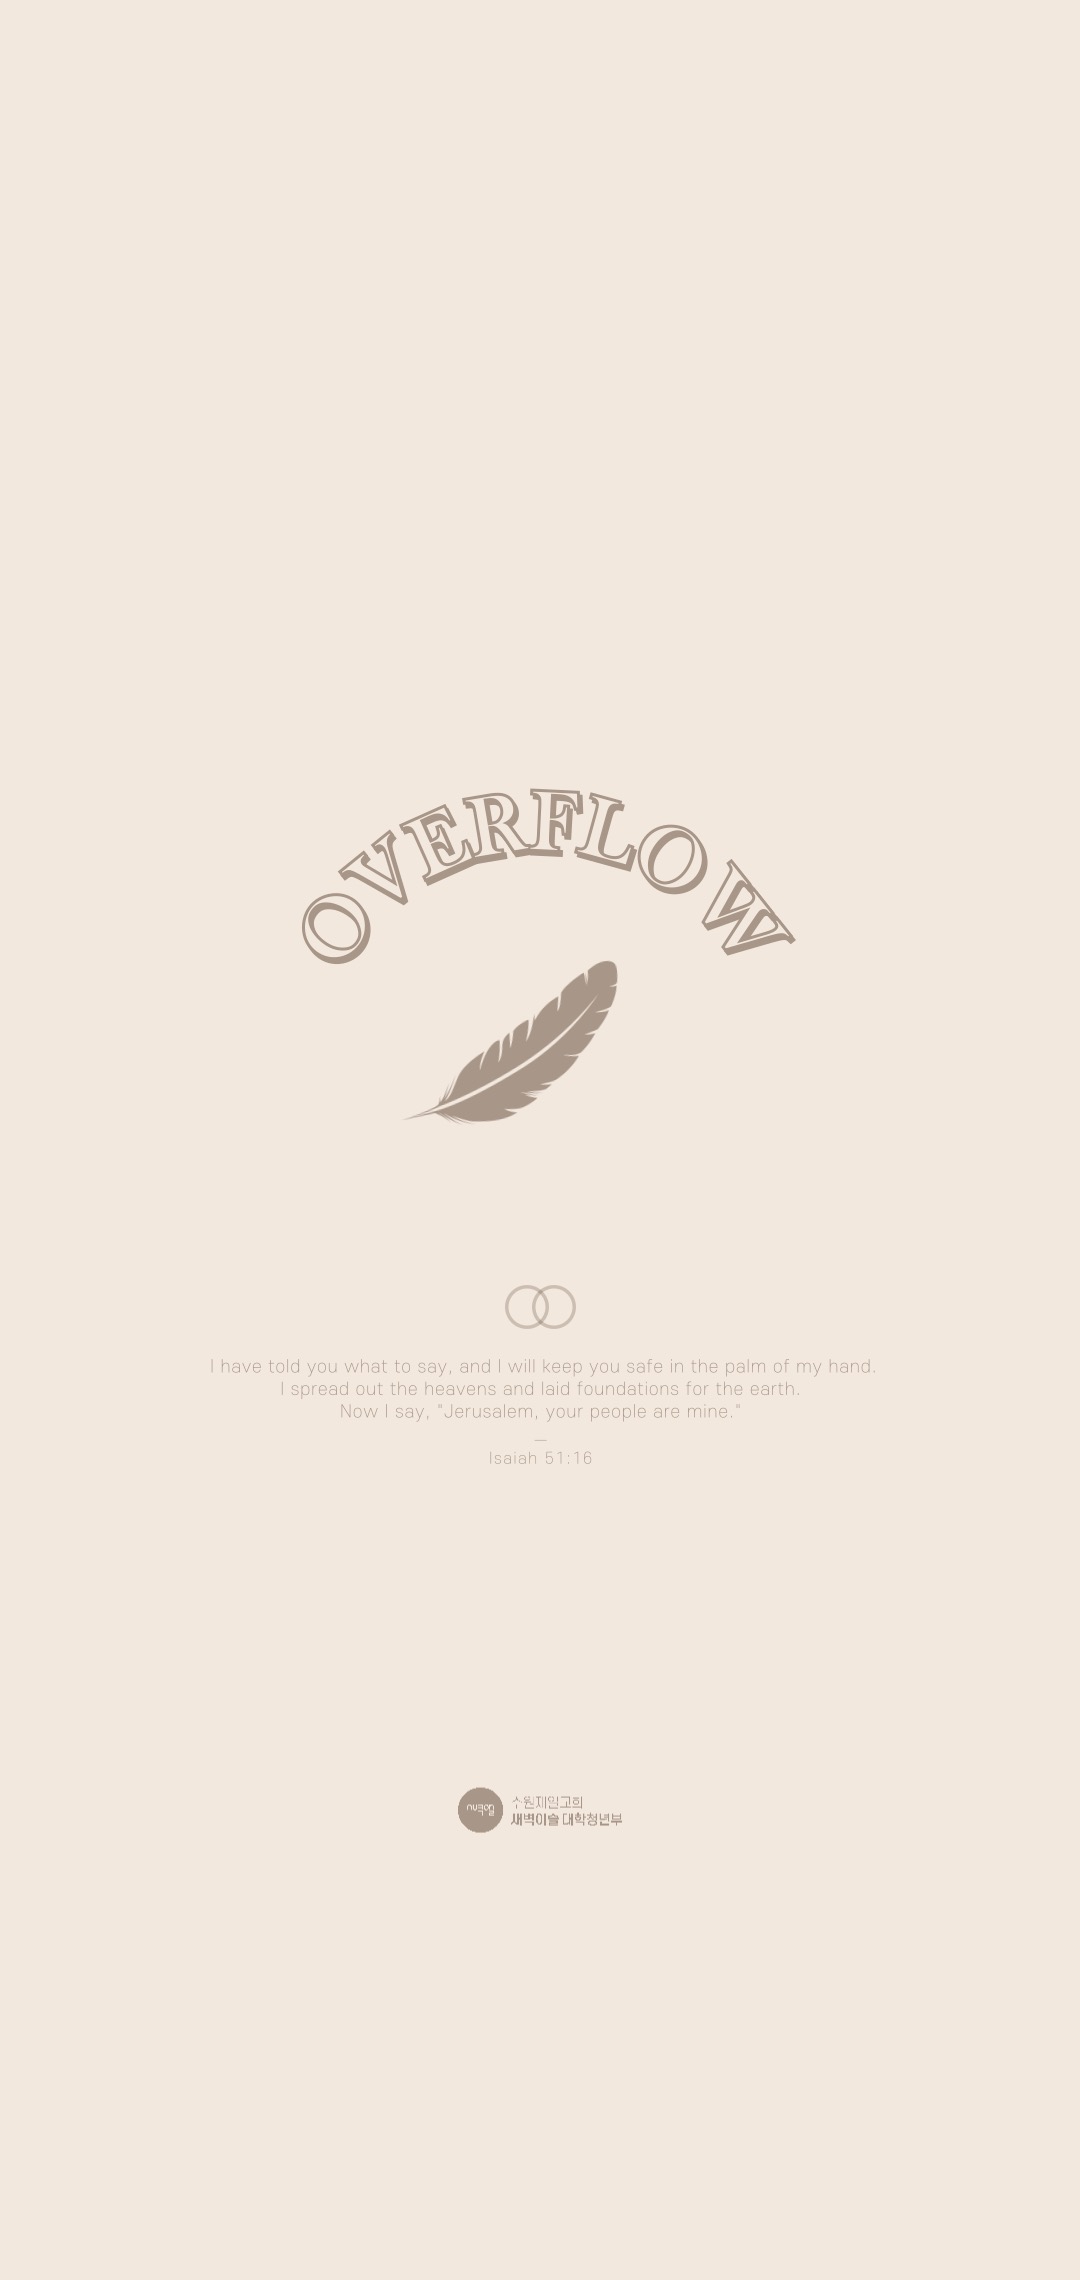 OVERFLOW
I have told you what to say, and I will keep you safe in the palm of my hand.
I spread out the heavens and laid foundations for the earth.
Now I say, "Jerusalem, your people are mine."
—
Isaiah 51:16
수원제일교회
새벽이슬 대학청년부